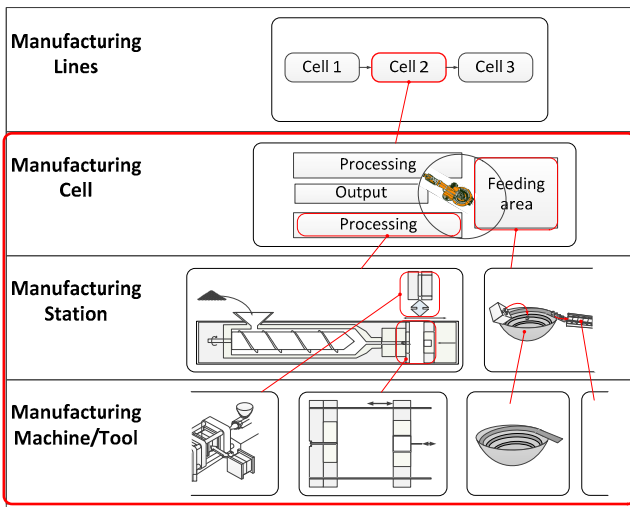 Manufacturing
Lines
Cell 1
Cell 2
Cell 3
Manufacturing
Cell
Processing
Output
Processing
Feeding
area
Manufacturing
Station
Manufacturing
Machine/Tool